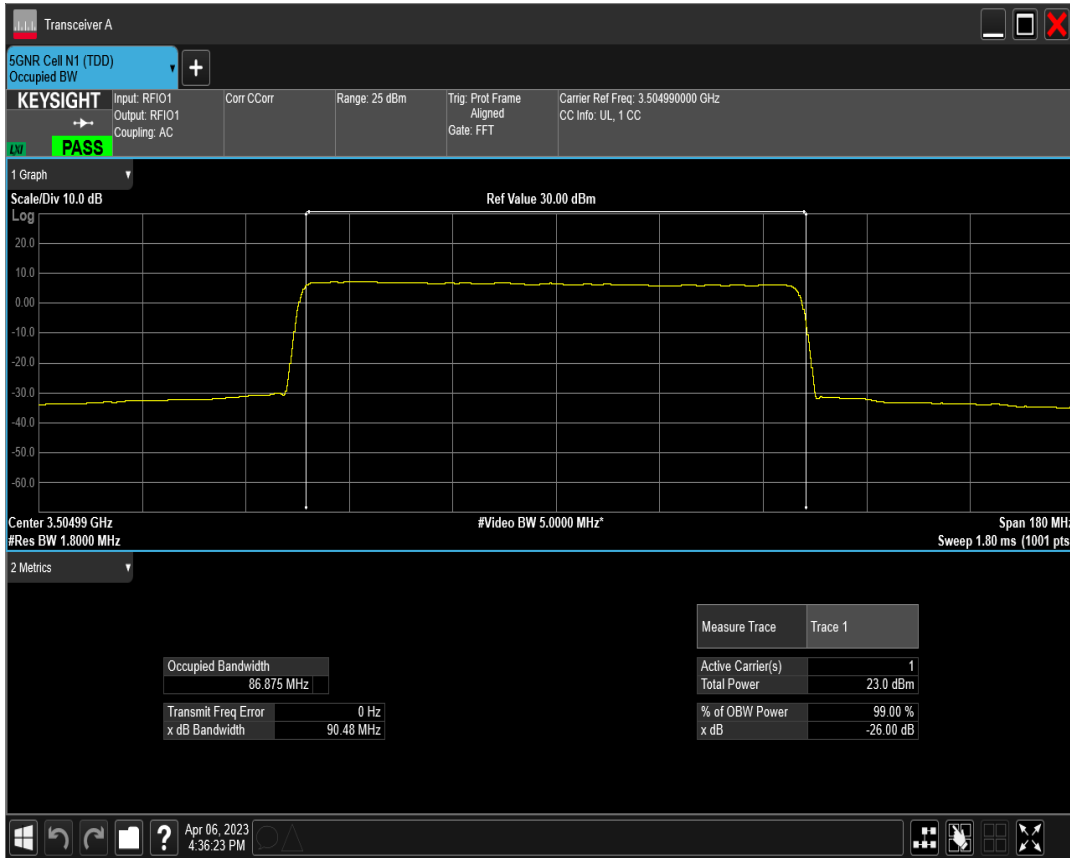 Transceiver A
5GNR Cell N1 (TDD)
Occupied BW
+
KEYSIGHT
LXI
PASS
Input: RFIO1
Output: RFIO1
Coupling: AC
Corr CCorr
Range: 25 dBm
Trig: Prot Frame
Aligned
Gate: FFT
Carrier Ref Freq: 3.504990000 GHz
CC Info: UL, 1 CC
1 Graph
Scale/Div 10.0 dB
Ref Value 30.00 dBm
Log
20.0
10.0
0.00
-10.0
-20.0
-30.0
-40.0
-50.0
-60.0
Center 3.50499 GHz
#Video BW 5.0000 MHz*
Span 180 MHz
#Res BW 1.8000 MHz
Sweep 1.80 ms (1001 pts
2 Metrics
Measure Trace Trace 1
Occupied Bandwidth
86.875 MHz
Active Carrier(s) 1
Total Power 23.0 dBm
Transmit Freq Error 0 Hz
x dB Bandwidth 90.48 MHz
% of OBW Power 99.00 %
x dB -26.00 dB
?
Apr 06, 2023
4:36:23 PM